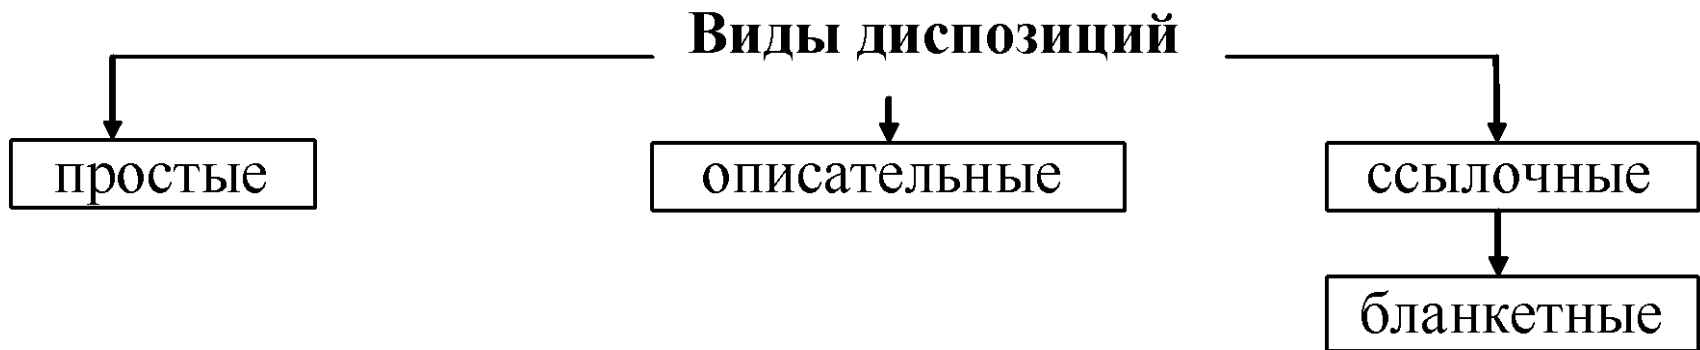 Виды диспозиций
простые
описательные
ссылочные
бланкетные